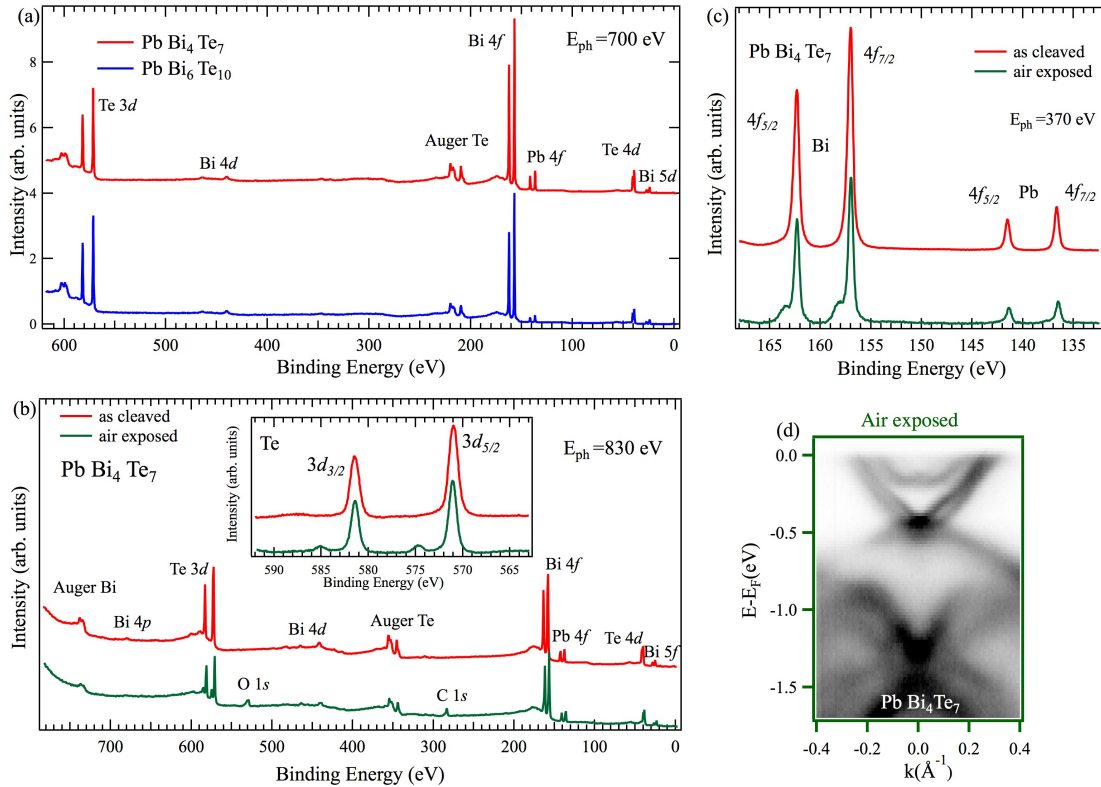 (a)
Pb Bi4 Te7
Pb Bi6 Te10
Bi 4f
Eph =700 eV
Te 3d
Bi 4d
Auger Te
Pb 4f
Te 4d
Bi 5d
8
6
4
2
0
Intensity (arb. units)
600 500 400 300 200 100 0
Binding Energy (eV)
(c)
Pb Bi4 Te7
4f7/2
as cleaved
air exposed
Eph =370 eV
4f5/2
Bi
4f5/2 Pb 4f7/2
Intensity (arb. units)
165 160 155 150 145 140 135
Binding Energy (eV)
(b)
as cleaved
air exposed
Pb Bi4 Te7
Te
3d5/2
3d3/2
Intensity (arb. units)
590 585 580 575 570 565
Binding Energy (eV)
Eph =830 eV
Auger Bi
Bi 4p
Te 3d
Bi 4d
Auger Te
Bi 4f
Pb 4f
Te 4d
Bi 5f
O 1s
C 1s
Intensity (arb. units)
700 600 500 400 300 200 100 0
Binding Energy (eV)
Air exposed
(d)
0.0
-0.5
-1.0
-1.5
E-EF(eV)
Pb Bi4Te7
-0.4 -0.2 0.0 0.2 0.4
k(Å-1)